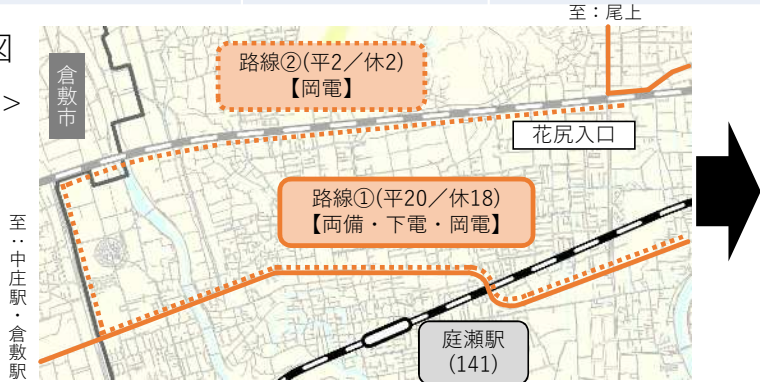 至：尾上
図
>
倉敷市
路線②(平2／休2)
【岡電】
花尻入口
路線①(平20／休18)
【両備・下電・岡電】
至：中庄駅・倉敷駅
庭瀬駅
(141)